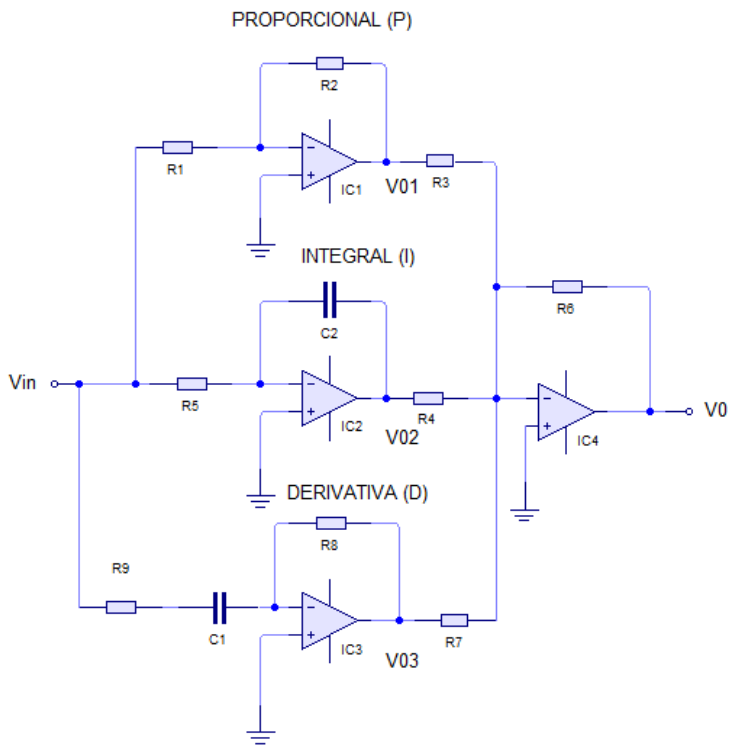 PROPORCIONAL (P)
R2
R1
IC1
V01
R3
INTEGRAL (I)
C2
R6
Vin
R5
IC2
V02
R4
IC4
V0
DERIVATIVA (D)
R8
R9
C1
IC3
V03
R7
-
+
-
+
-
+
-
+